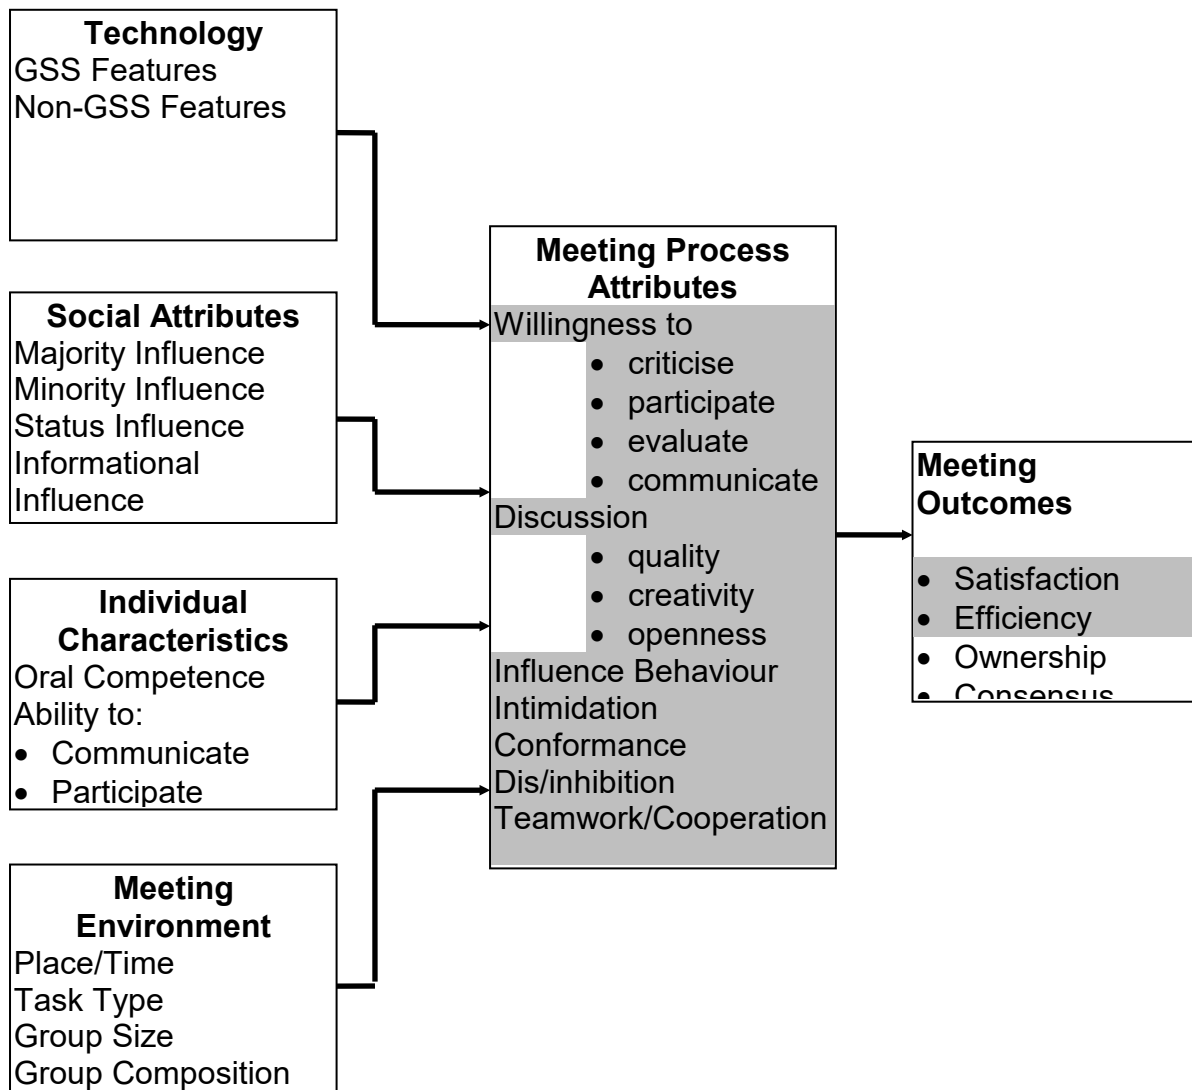 Technology
GSS Features
Non-GSS Features
Social Attributes
Majority Influence
Minority Influence
Status Influence
Informational
Influence
Individual
Characteristics
Oral Competence
Ability to:
• Communicate
• Participate
Meeting
Environment
Place/Time
Task Type
Group Size
Group Composition
Meeting Process
Attributes
Willingness to
• criticise
• participate
• evaluate
• communicate
Discussion
• quality
• creativity
• openness
Influence Behaviour
Intimidation
Conformance
Dis/inhibition
Teamwork/Cooperation
Meeting
Outcomes
• Satisfaction
• Efficiency
• Ownership
• Consensus